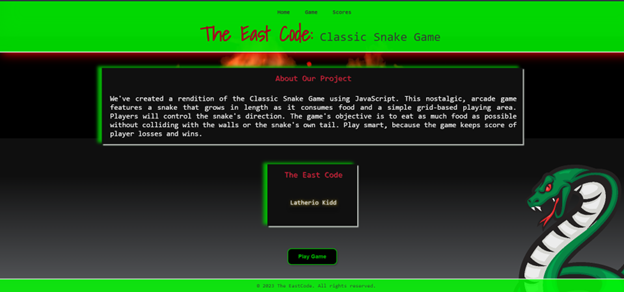 Home Game Scores
The East Code: Classic Snake Game
About Our Project
We've created a rendition of the Classic Snake Game using JavaScript. This nostalgic, arcade game
features a snake that grows in length as it consumes food and a simple grid-based playing area.
Players will control the snake's direction. The game's objective is to eat as much food as possible
without colliding with the walls or the snake's own tail. Play smart, because the game keeps score of
player losses and wins.
The East Code
Latherio Kidd
Play Game
© 2023 The EastCode. All rights reserved.